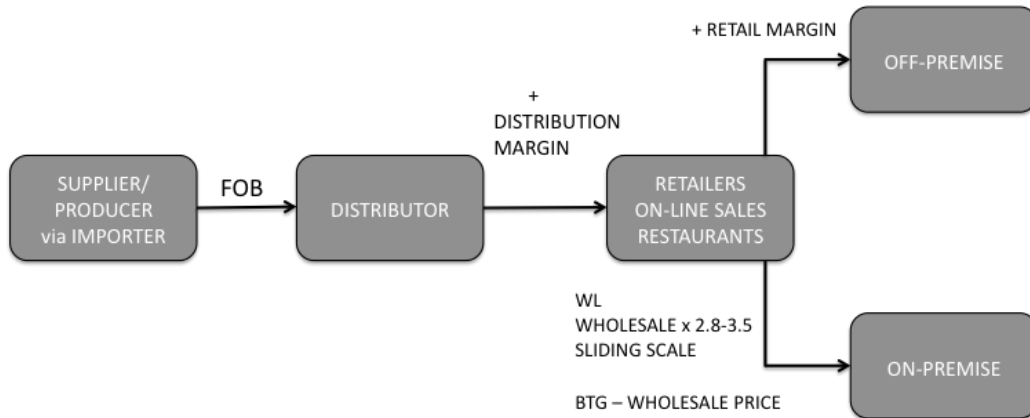 SUPPLIER/
PRODUCER
via IMPORTER
FOB
DISTRIBUTOR
+
DISTRIBUTION
MARGIN
RETAILERS
ON-LINE SALES
RESTAURANTS
+ RETAIL MARGIN
OFF-PREMISE
WL
WHOLESALE x 2.8-3.5
SLIDING SCALE
BTG – WHOLESALE PRICE
ON-PREMISE